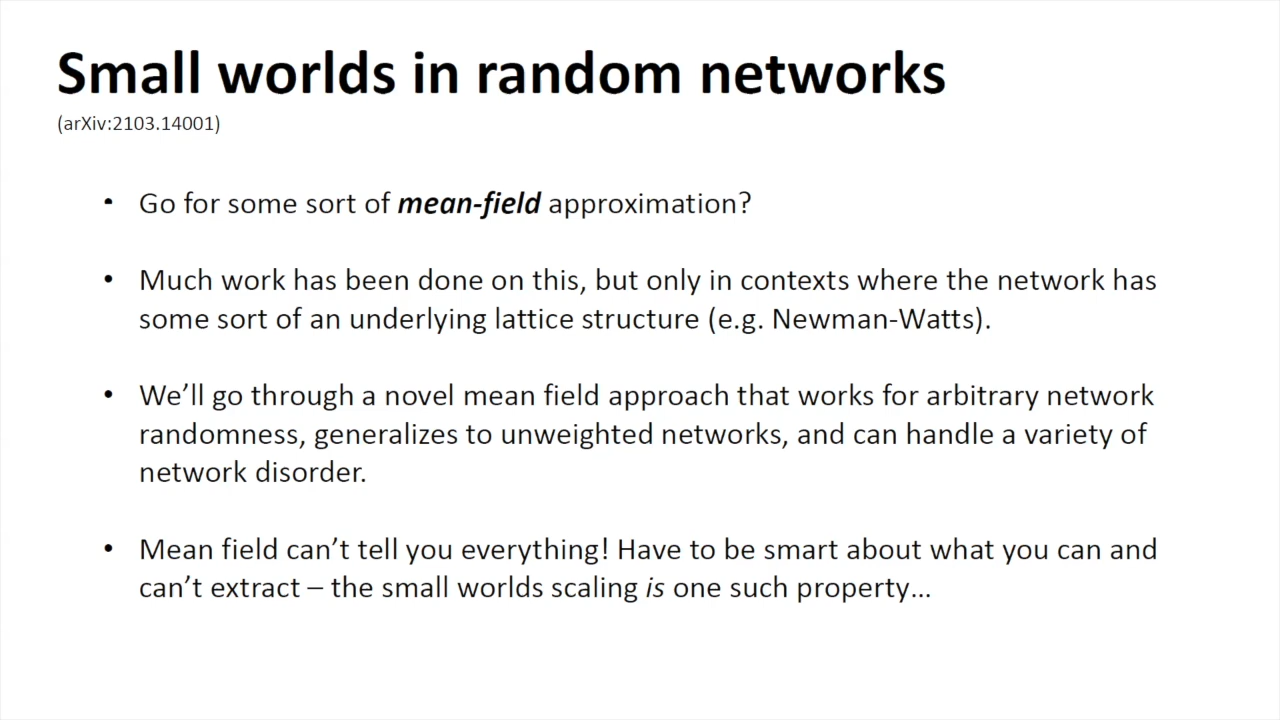 Small worlds in random networks
(arXiv:2103.14001)
• Go for some sort of mean-field approximation?
• Much work has been done on this, but only in contexts where the network has
some sort of an underlying lattice structure (e.g. Newman-Watts).
• We’ll go through a novel mean field approach that works for arbitrary network
randomness, generalizes to unweighted networks, and can handle a variety of
network disorder.
• Mean field can’t tell you everything! Have to be smart about what you can and
can’t extract – the small worlds scaling is one such property…